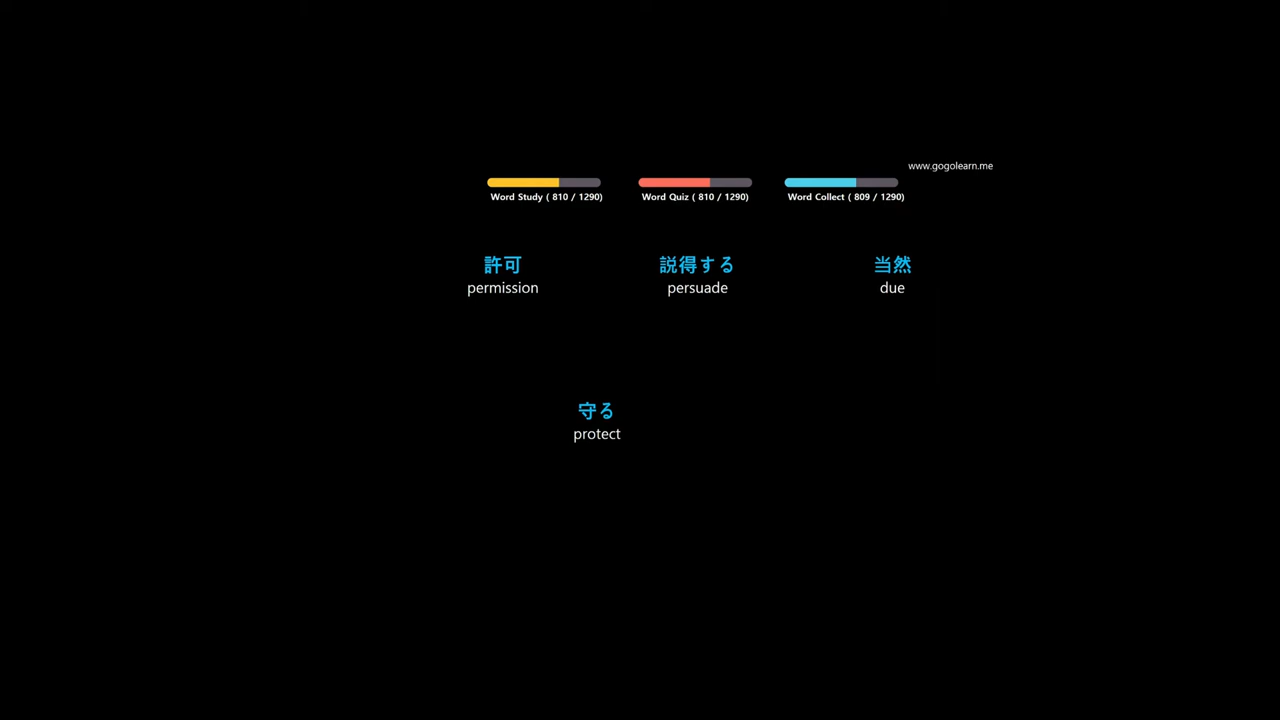 www.gogolearn.me
Word Study ( 810 / 1290)
Word Quiz ( 810 / 1290)
Word Collect ( 809 / 1290)
許可
permission
説得する
persuade
当然
due
守る
protect